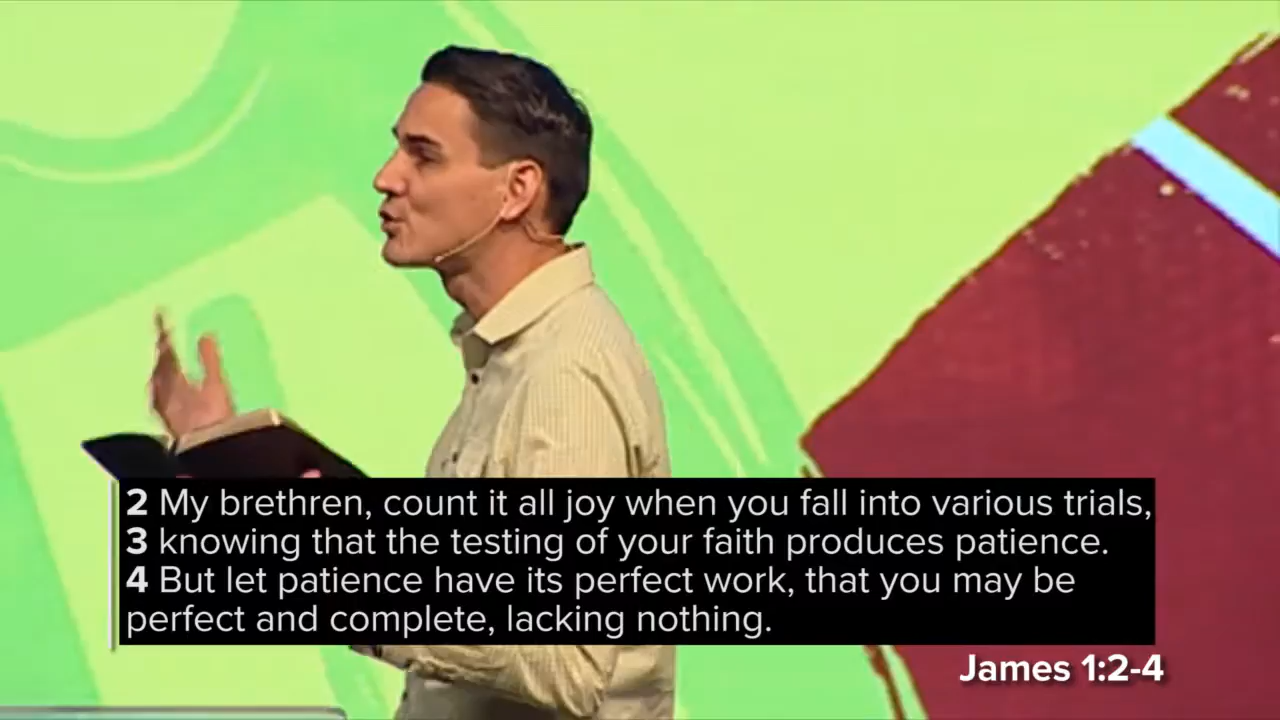 2 My brethren, count it all joy when you fall into various trials,
3 knowing that the testing of your faith produces patience.
4 But let patience have its perfect work, that you may be
perfect and complete, lacking nothing.
James 1:2-4